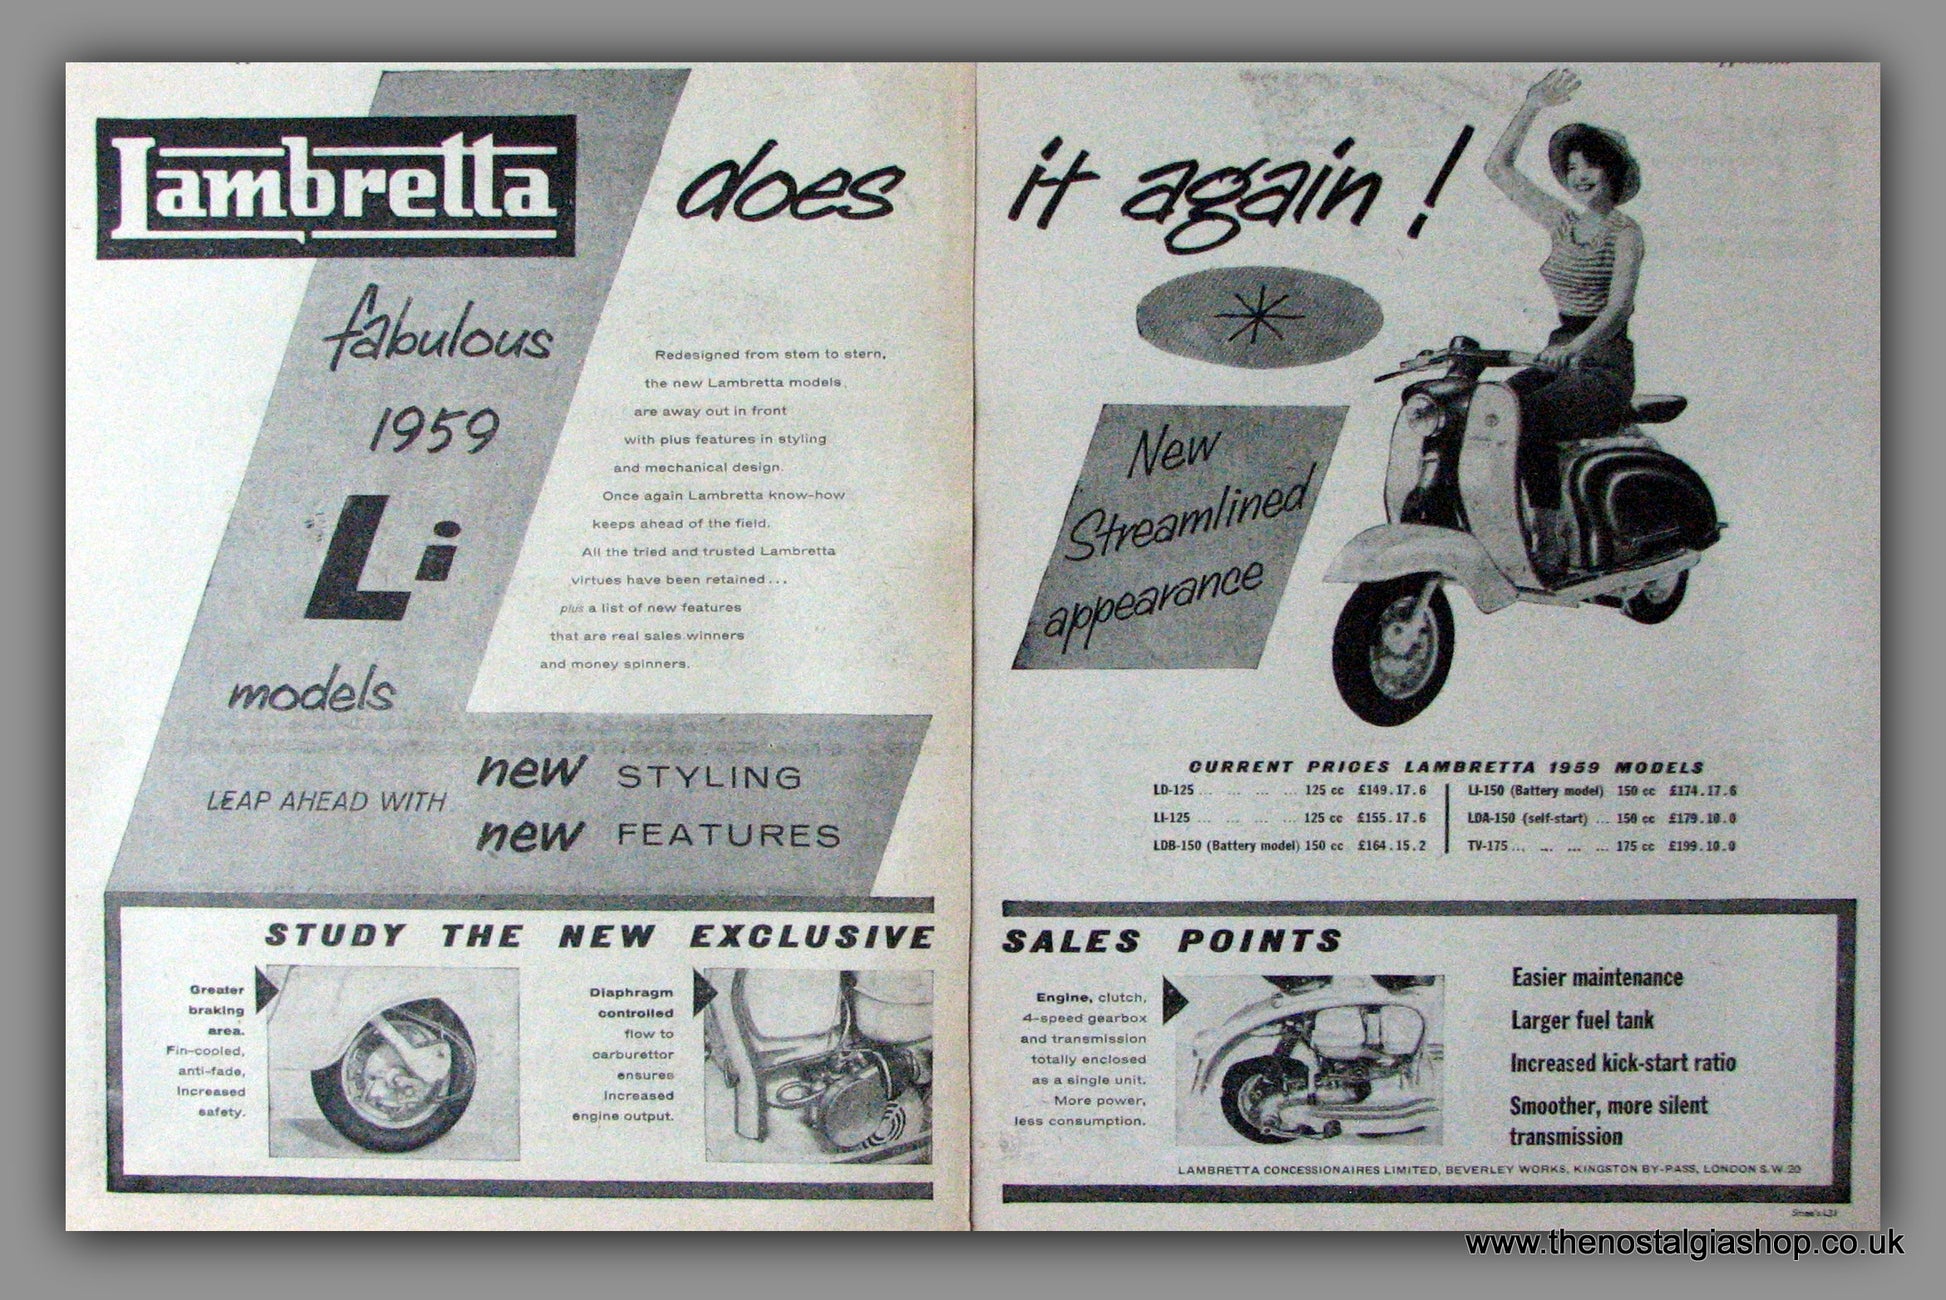 Lambretta does it again!
fabulous
1959
Li
models
Redesigned from stem to stern,
the new Lambretta models,
are away out in front
with plus features in styling
and mechanical design.
Once again Lambretta know-how
keeps ahead of the field.
All the tried and trusted Lambretta
virtues have been retained...
plus a list of new features
that are real sales winners
and money spinners.
LEAP AHEAD WITH
new STYLING
new FEATURES
New
Streamlined
appearance
CURRENT PRICES LAMBRETTA 1959 MODELS
LD-125 ... ... ... ... 125 cc £149.17.6
LI-125 ... ... ... ... 125 cc £155.17.6
LDB-150 (Battery model) 150 cc £164.15.2
LI-150 (Battery model) 150 cc £174.17.6
LDA-150 (self-start) ... 150 cc £179.10.0
TV-175 ... ... ... ... 175 cc £199.10.0
STUDY THE NEW EXCLUSIVE SALES POINTS
Greater
braking
area.
Fin-cooled,
anti-fade,
Increased
safety.
Diaphragm
controlled
flow to
carburettor
ensures
Increased
engine output.
Engine, clutch,
4-speed gearbox
and transmission
totally enclosed
as a single unit.
More power,
less consumption.
Easier maintenance
Larger fuel tank
Increased kick-start ratio
Smoother, more silent
transmission
LAMBRETTA CONCESSIONAIRES LIMITED, BEVERLEY WORKS, KINGSTON BY-PASS, LONDON S.W.20
www.thenostalgiashop.co.uk